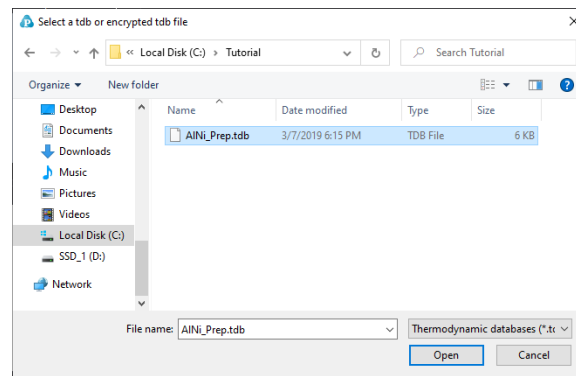 Select a tdb or encrypted tdb file
« Local Disk (C:) › Tutorial
Search Tutorial
Organize
New folder
Name Date modified Type Size
AlNi_Prep.tdb 3/7/2019 6:15 PM TDB File 6 KB
Desktop
Documents
Downloads
Music
Pictures
Videos
Local Disk (C:)
SSD_1 (D:)
Network
File name: AlNi_Prep.tdb
Thermodynamic databases (*.tc
Open Cancel